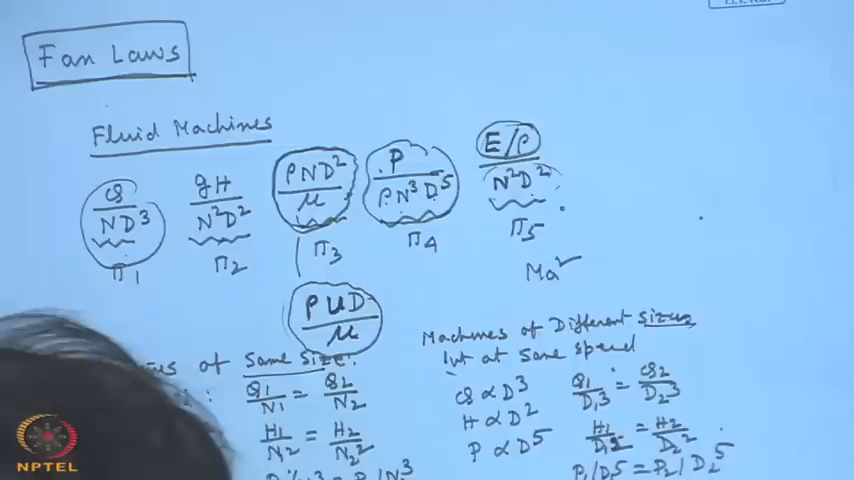 Fan Laws
Fluid Machines
Q/ND³ gH/N²D² ρND²/μ P/ρN³D⁵ E/ρ/N²D²
π₁ π₂ π₃ π₄ π₅
Ma²
ρUD/μ
of Same Size:
Q₁/N₁ = Q₂/N₂
H₁/N₁² = H₂/N₂²
Machines of Different sizes
but at same speed
Q ∝ D³ Q₁/D₁³ = Q₂/D₂³
H ∝ D² H₁/D₁² = H₂/D₂²
P ∝ D⁵
P₁/D₁⁵ = P₂/D₂⁵
NPTEL